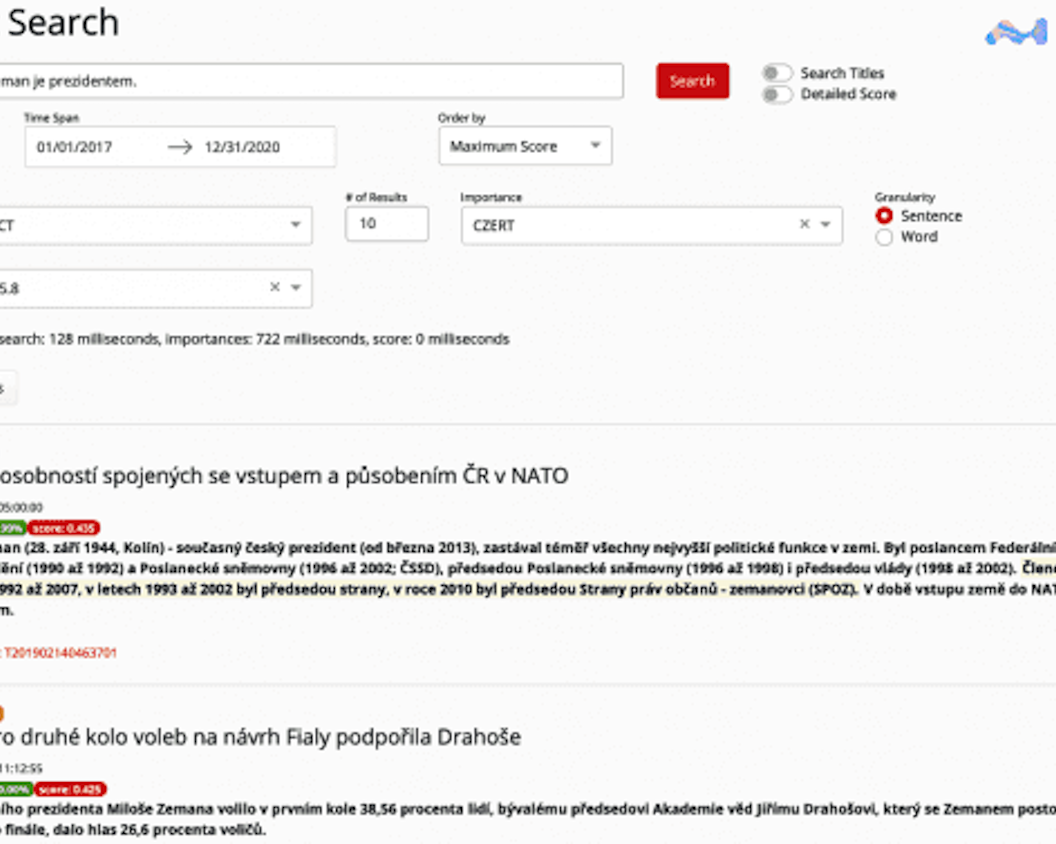 Search
man je prezidentem.
Search
Search Titles
Detailed Score
Time Span
Order by
01/01/2017 → 12/31/2020
Maximum Score
# of Results
Importance
Granularity
CT
10
CZERT
Sentence
Word
5.8
search: 128 milliseconds, importances: 722 milliseconds, score: 0 milliseconds
s
osobností spojených se vstupem a působením ČR v NATO
05:00:00
.99% score: 0.435
nan (28. září 1944, Kolín) - současný český prezident (od března 2013), zastával téměř všechny nejvyšší politické funkce v zemi. Byl poslancem Federální
ění (1990 až 1992) a Poslanecké sněmovny (1996 až 2002; ČSSD), předsedou Poslanecké sněmovny (1996 až 1998) i předsedou vlády (1998 až 2002). Člene
992 až 2007, v letech 1993 až 2002 byl předsedou strany, v roce 2010 byl předsedou Strany práv občanů - zemanovci (SPOZ). V době vstupu země do NAT
m.
: T201902140463701
ro druhé kolo voleb na návrh Fialy podpořila Drahoše
11:12:55
0.00% score: 0.425
ího prezidenta Miloše Zemana volilo v prvním kole 38,56 procenta lidí, bývalému předsedovi Akademie věd Jiřímu Drahošovi, který se Zemanem posto
finále, dalo hlas 26,6 procenta voličů.